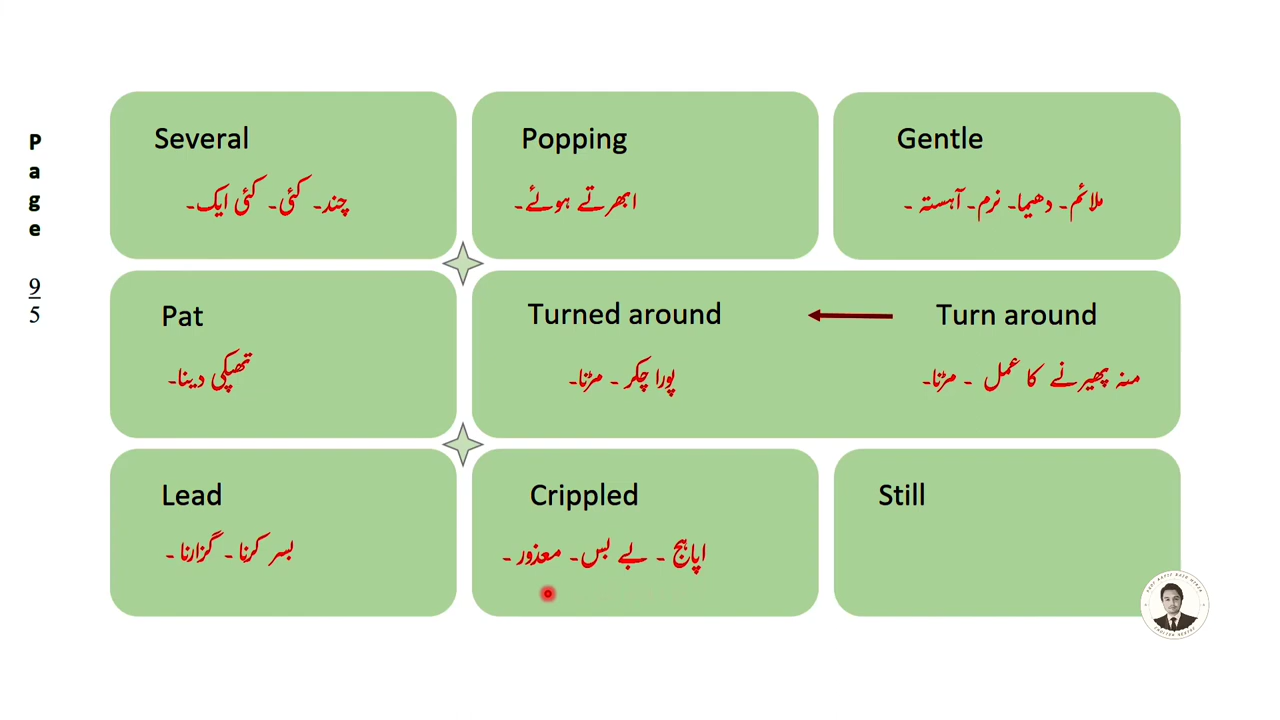 Page
9
5
Several
چند۔ کئی۔ کئی ایک۔
Popping
ابھرتے ہوئے۔
Gentle
ملائم۔ دھیما۔ نرم۔ آہستہ ۔
Pat
تھپکی دینا۔
Turned around
پورا چکر ۔ مڑنا۔
Turn around
منہ پھیرنے کا عمل ۔ مڑنا۔
Lead
بسر کرنا۔ گزارنا ۔
Crippled
اپاہج ۔ بے بس۔ معذور ۔
Still